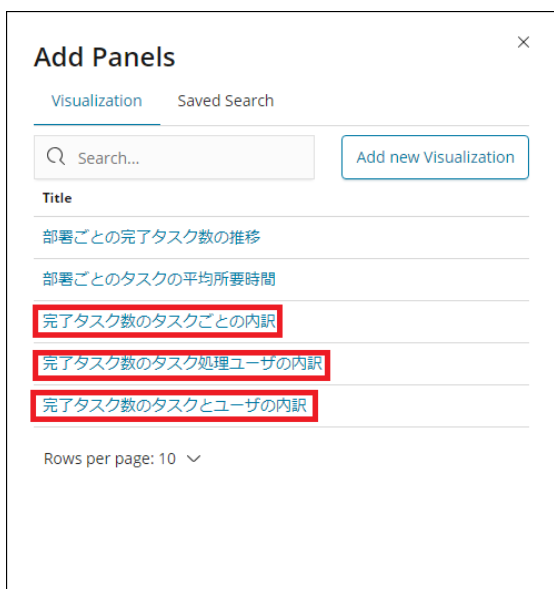 Add Panels
Visualization Saved Search
Search... Add new Visualization
Title
部署ごとの完了タスク数の推移
部署ごとのタスクの平均所要時間
完了タスク数のタスクごとの内訳
完了タスク数のタスク処理ユーザの内訳
完了タスク数のタスクとユーザの内訳
Rows per page: 10